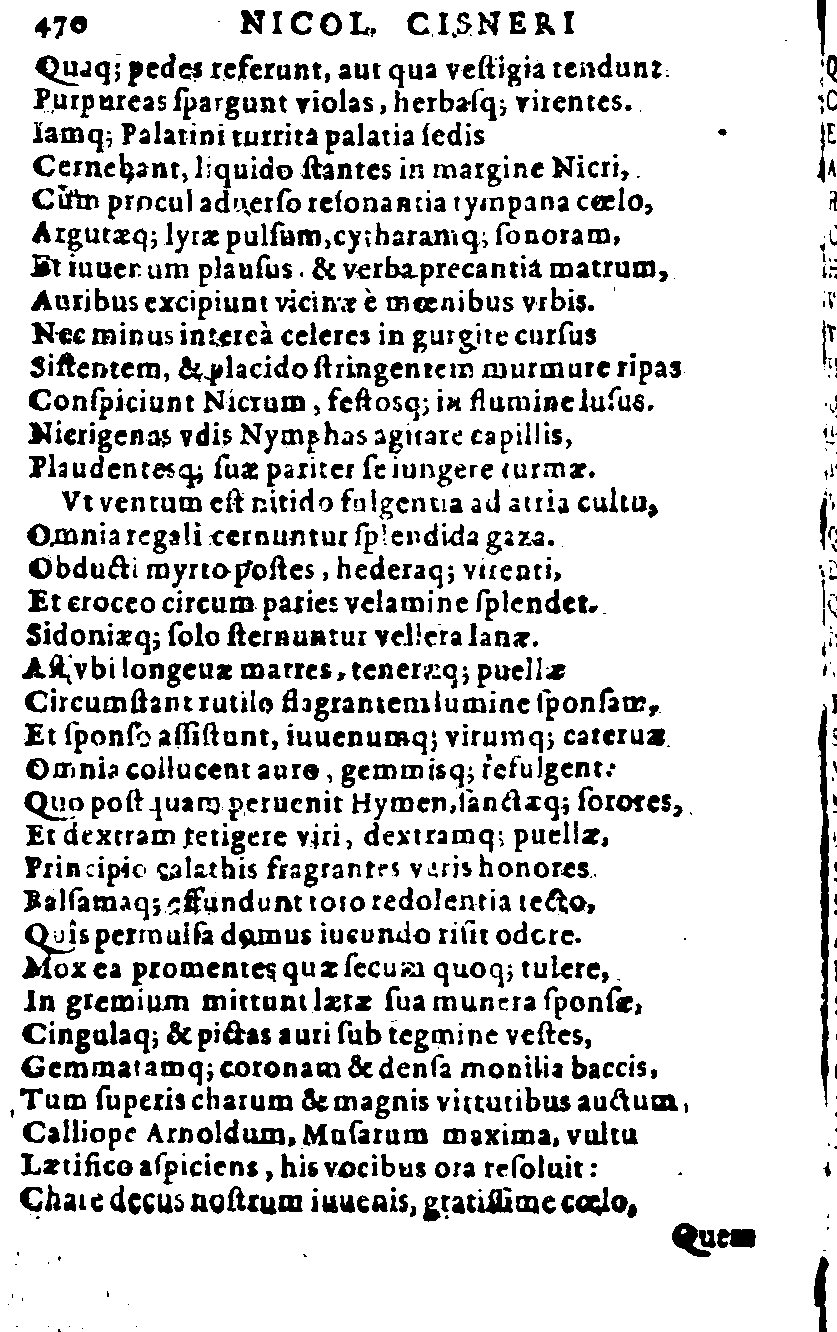 470 NICOL. CISNERI
Quaq; pedes referunt, aut qua veſtigia tendunt.
Purpureas ſpargunt violas, herbaſq; virentes.
Iamq; Palatini turrita palatia ſedis
Cernebant, liquido ſtantes in margine Nicri,
Cùm procul aduerſo reſonantia tympana cœlo,
Argutæq; lyræ pulſum, cytharamq; ſonoram,
Et iuuenum plauſus. & verba precantia matrum,
Auribus excipiunt vicinæ è mœnibus vrbis.
Nec minus intereà celeres in gurgite curſus
Siſtentem, & placido ſtringentem murmure ripas
Conſpiciunt Nicrum, feſtosq; in flumine luſus.
Nicrigenas vdis Nymphas agitare capillis,
Plaudentesq; ſuæ pariter ſe iungere turmæ.
Vt ventum eſt nitido fulgentia ad atria cultu,
Omnia regali cernuntur ſplendida gaza.
Obducti myrto poſtes, hederaq; virenti,
Et croceo circum paries velamine ſplendet.
Sidoniæq; ſolo ſternuntur vellera lanæ.
Aſt vbi longeuæ matres, teneræq; puellæ
Circumſtant rutilo flagrantem lumine ſponſam,
Et ſponſo aſſiſtunt, iuuenumq; virumq; cateruæ
Omnia collucent auro, gemmisq; refulgent:
Quo poſtquam peruenit Hymen, ſanctæq; ſorores,
Et dextram tetigere viri, dextramq; puellæ,
Principio calathis fragrantes veris honores
Balſamaq; effundunt toto redolentia tecto,
Quîs permulſa domus iucundo riſit odore.
Mox ea promentes quæ ſecum quoq; tulere,
In gremium mittunt lætæ ſua munera ſponſæ,
Cingulaq; & pictas auri ſub tegmine veſtes,
Gemmatamq; coronam & denſa monilia baccis,
Tum ſuperis charum & magnis virtutibus auctum,
Calliope Arnoldum, Muſarum maxima, vultu
Lætifico aſpiciens, his vocibus ora reſoluit:
Chare decus noſtrum iuuenis, gratiſſime cœlo,
Quem